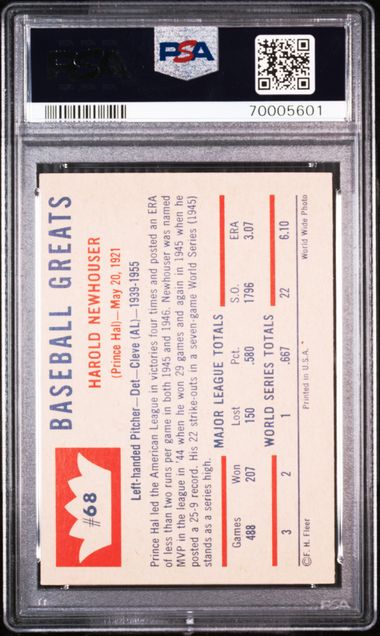 PSA
70005601
#68
BASEBALL GREATS
HAROLD NEWHOUSER
(Prince Hal)—May 20, 1921
Left-handed Pitcher—Det—Cleve (AL)—1939-1955
Prince Hal led the American League in victories four times and posted an ERA
of less than two runs per game in both 1945 and 1946. Newhouser was named
MVP in the league in '44 when he won 29 games and again in 1945 when he
posted a 25-9 record. His 22 strike-outs in a seven-game World Series (1945)
stands as a series high.
MAJOR LEAGUE TOTALS
Games Won Lost Pct. S.O. ERA
488 207 150 .580 1796 3.07
WORLD SERIES TOTALS
3 2 1 .667 22 6.10
©F. H. Fleer Printed in U.S.A. World Wide Photo
PSA